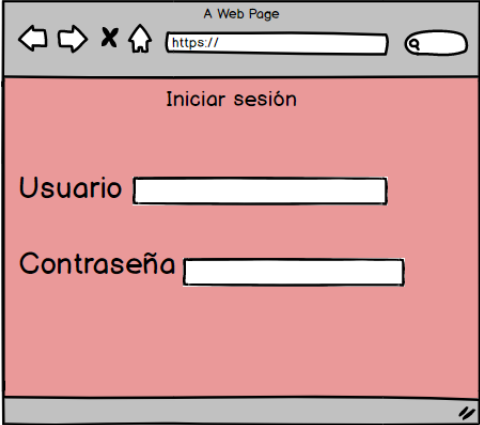 A Web Page
https://
Iniciar sesión
Usuario
Contraseña